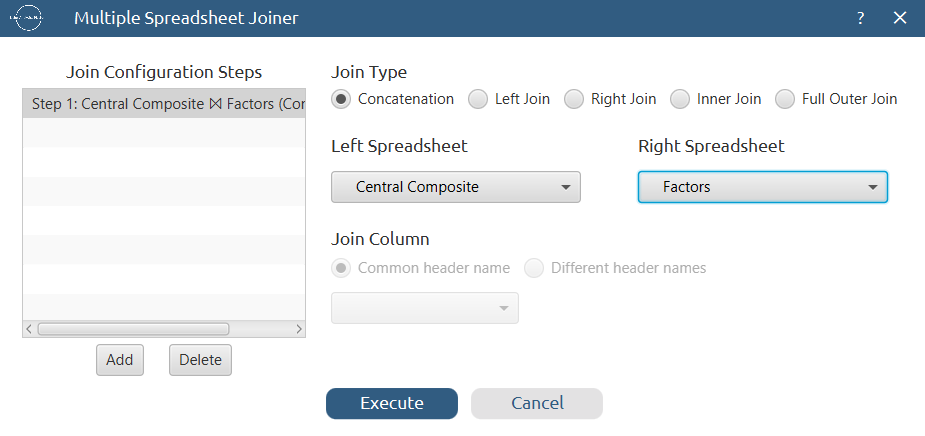 Multiple Spreadsheet Joiner
?
Join Configuration Steps
Step 1: Central Composite ⋈ Factors (Con
Add
Delete
Join Type
Concatenation
Left Join
Right Join
Inner Join
Full Outer Join
Left Spreadsheet
Right Spreadsheet
Central Composite
Factors
Join Column
Common header name
Different header names
Execute
Cancel